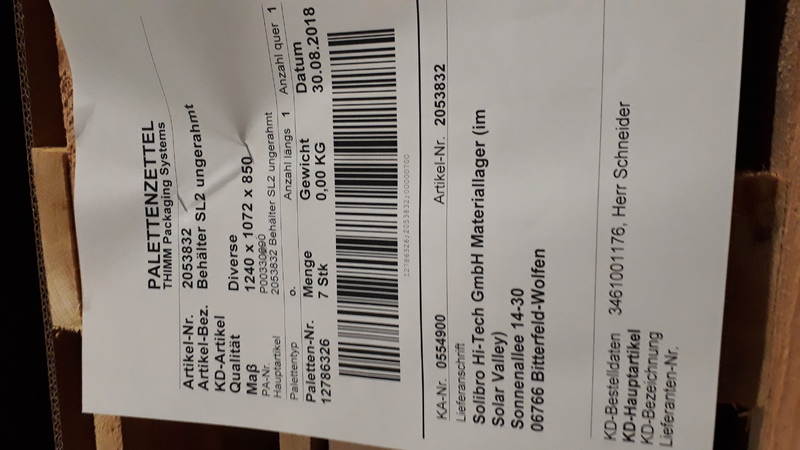 PALETTENZETTEL
THIMM Packaging Systems
Artikel-Nr. 2053832
Artikel-Bez. Behälter SL2 ungerahmt
KD-Artikel
Qualität Diverse
Maß 1240 x 1072 x 850
PA-Nr. P00330090
Hauptartikel 2053832 Behälter SL2 ungerahmt
Palettentyp o. Anzahl längs 1 Anzahl quer 1
Paletten-Nr. Menge Gewicht Datum
12786326 7 Stk 0,00 KG 30.08.2018
KA-Nr. 0554900 Artikel-Nr. 2053832
Lieferanschrift
Solibro Hi-Tech GmbH Materiallager (im
Solar Valley)
Sonnenallee 14-30
06766 Bitterfeld-Wolfen
KD-Bestelldaten 3461001176, Herr Schneider
KD-Hauptartikel
KD-Bezeichnung
Lieferanten-Nr.